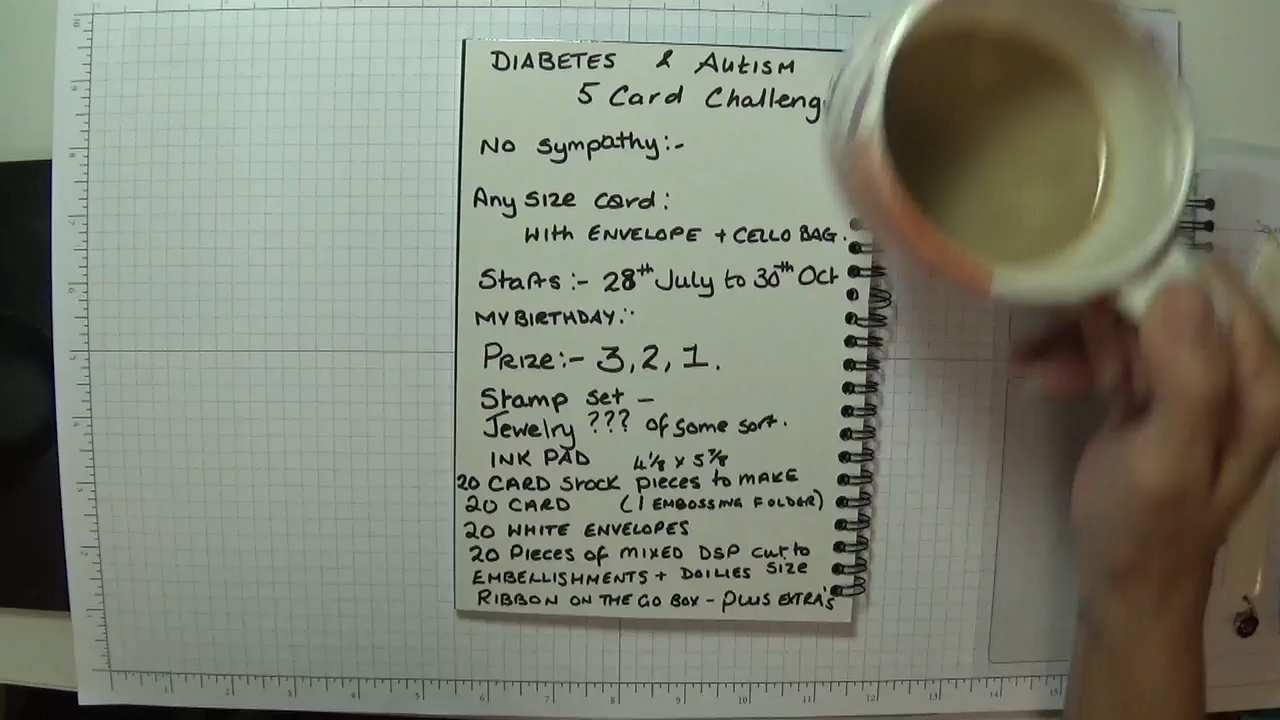 DIABETES & AUTISM
5 Card Challeng
No Sympathy:-
Any size card:
With ENVELOPE + CELLO BAG.
Starts:- 28th July to 30th Oct
MY BIRTHDAY:·
PRIZE:- 3, 2, 1.
Stamp set -
Jewelry ??? of some sort.
INK PAD 4 1/8 x 5 7/8
20 CARD Stock pieces to MAKE
20 CARD (1 EMBOSSING FOLDER)
20 WHITE ENVELOPES
20 Pieces of MIXED DSP cut to
EMBELLISHMENTS + DOILIES Size
RIBBON ON THE GO BOX - PLUS EXTRA'S